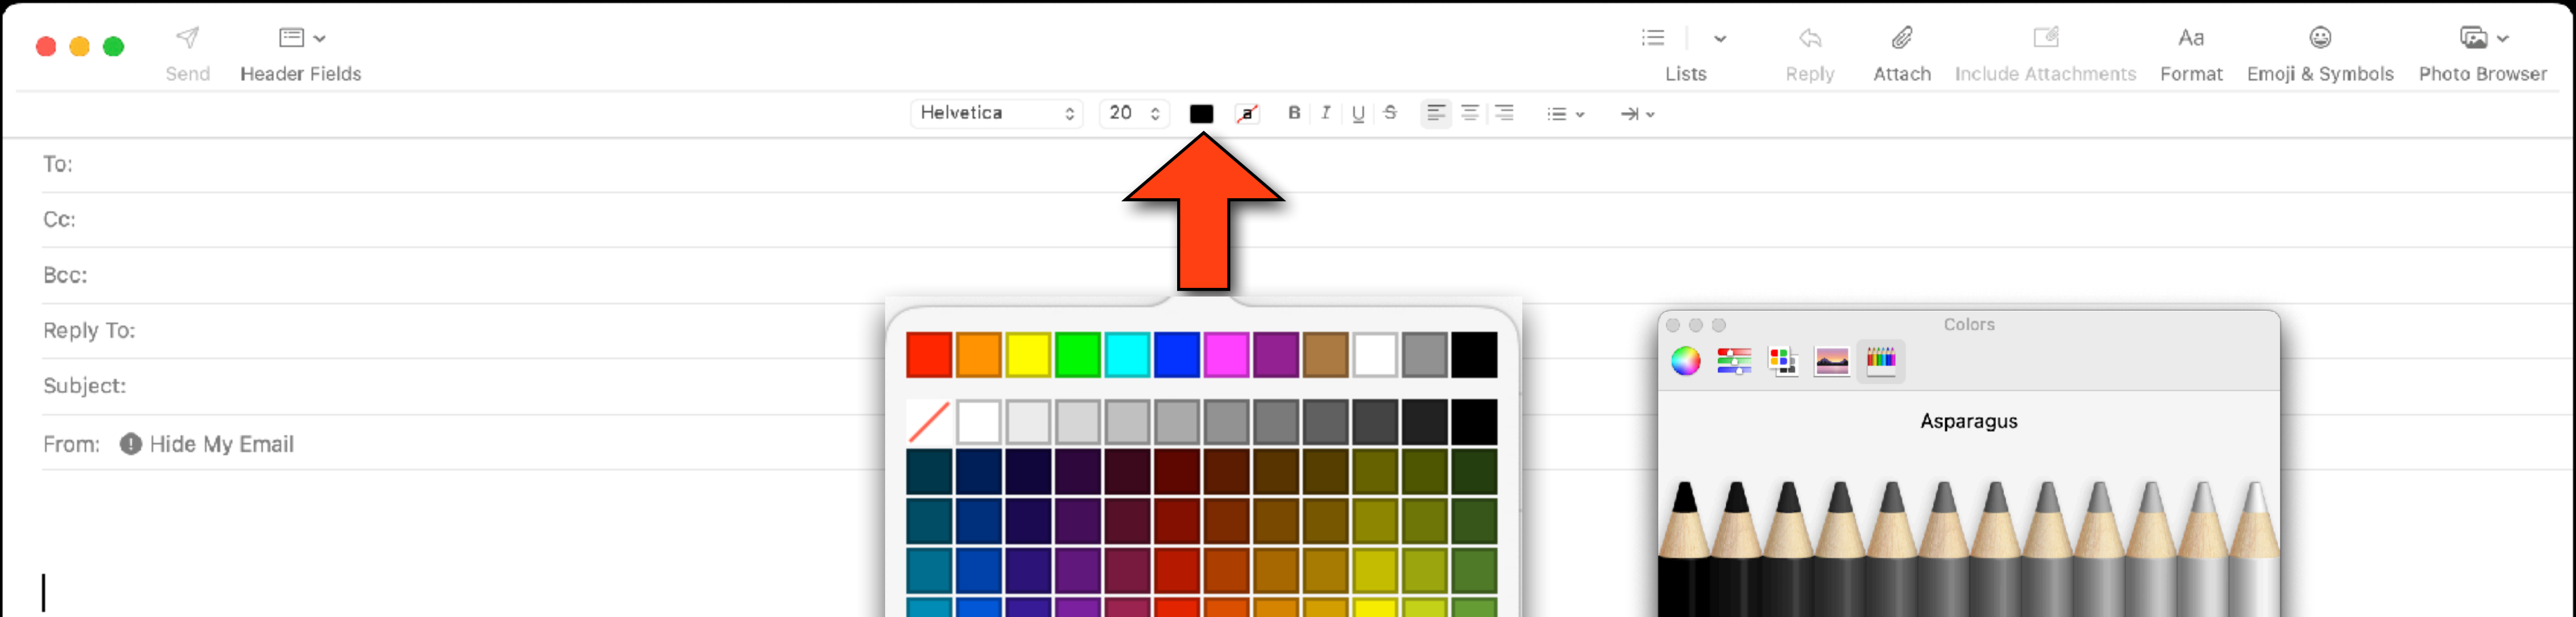 Send
Header Fields
Lists
Reply
Attach
Aa
Include Attachments
Format
Emoji & Symbols
Photo Browser
Helvetica
20
a
B
I
U
S
To:
Cc:
Bcc:
Reply To:
Subject:
From: Hide My Email
Colors
Asparagus